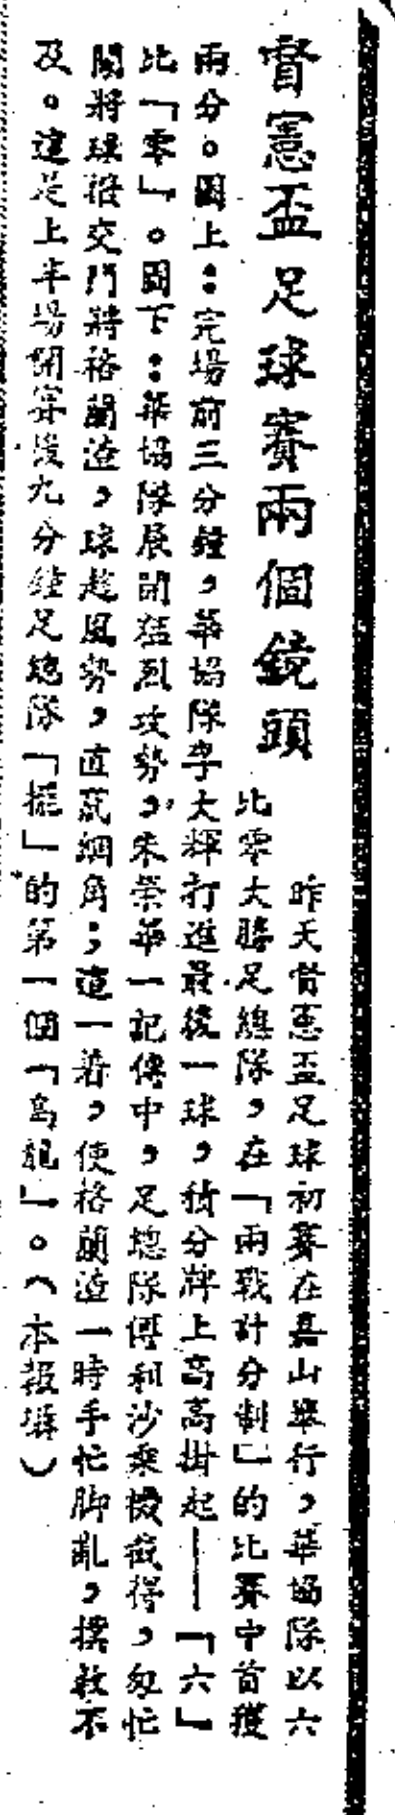 督憲盃足球賽兩個鏡頭
昨天督憲盃足球初賽在嘉山舉行，華協隊以六
比零大勝足總隊，在「兩戰計分制」的比賽中首獲
兩分。圖上：完場前三分鐘，華協隊李大輝打進最後一球，積分牌上高高掛起——「六」
比「零」。圖下：華協隊展開猛烈攻勢，朱榮華一記傳中，足總隊傅利沙乘機截得，匆忙
間將球撥交門將格蘭渣，球趁風勢，直飛網角；這一著，使格蘭渣一時手忙脚亂，撲救不
及。這是上半場開賽後九分鐘足總隊「擺」的第一個「烏龍」。（本報攝）